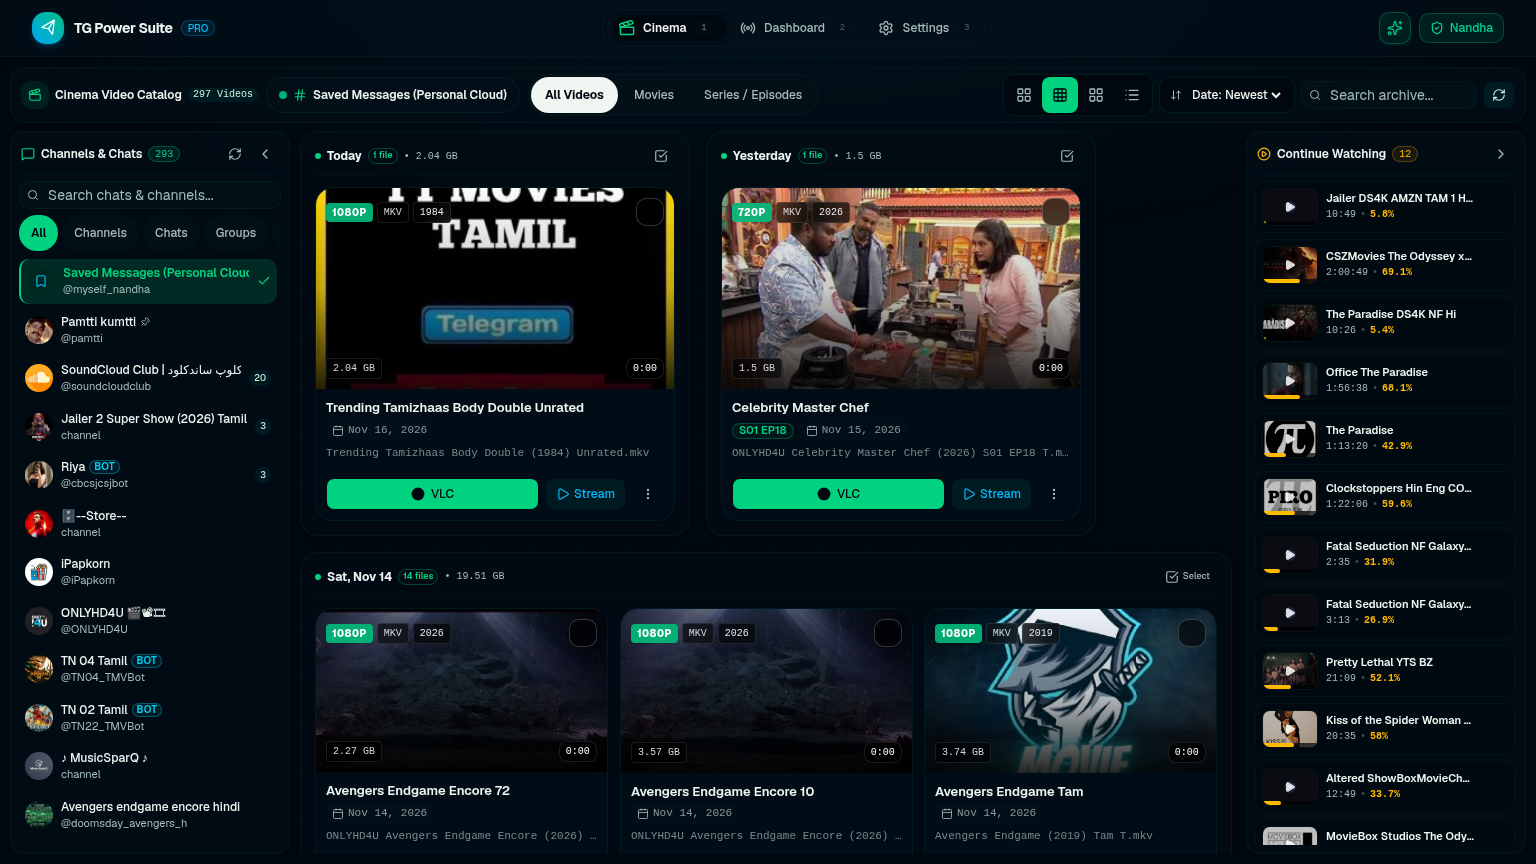 TG Power Suite PRO
Cinema 1
Dashboard 2
Settings 3
Nandha
Cinema Video Catalog 297 Videos
# Saved Messages (Personal Cloud)
All Videos
Movies
Series / Episodes
Date: Newest
Search archive...
Channels & Chats 293
Search chats & channels...
All
Channels
Chats
Groups
Saved Messages (Personal Cloud
@myself_nandha
Pamtti kumtti
@pamtti
SoundCloud Club | کلوپ ساندکلود
@soundcloudclub
20
Jailer 2 Super Show (2026) Tamil
channel
3
Riya BOT
@cbcsjcsjbot
3
--Store--
channel
iPapkorn
@iPapkorn
ONLYHD4U
@ONLYHD4U
TN 04 Tamil BOT
@TN04_TMVBot
TN 02 Tamil BOT
@TN22_TMVBot
♪ MusicSparQ ♪
channel
Avengers endgame encore hindi
@doomsday_avengers_h
Today 1 file • 2.04 GB
1080P MKV 1984
MOVIES
TAMIL
Telegram
2.04 GB
0:00
Trending Tamizhaas Body Double Unrated
Nov 16, 2026
Trending Tamizhaas Body Double (1984) Unrated.mkv
VLC
Stream
Yesterday 1 file • 1.5 GB
720P MKV 2026
1.5 GB
0:00
Celebrity Master Chef
S01 EP18
Nov 15, 2026
ONLYHD4U Celebrity Master Chef (2026) S01 EP18 T.m…
VLC
Stream
Sat, Nov 14 14 files • 19.51 GB
Select
1080P MKV 2026
2.27 GB
0:00
Avengers Endgame Encore 72
Nov 14, 2026
ONLYHD4U Avengers Endgame Encore (2026) …
1080P MKV 2026
3.57 GB
0:00
Avengers Endgame Encore 10
Nov 14, 2026
ONLYHD4U Avengers Endgame Encore (2026) …
1080P MKV 2019
MOVIE
3.74 GB
0:00
Avengers Endgame Tam
Nov 14, 2026
Avengers Endgame (2019) Tam T.mkv
Continue Watching 12
Jailer DS4K AMZN TAM 1 H…
10:49 • 5.8%
CSZMovies The Odyssey x…
2:00:49 • 69.1%
The Paradise DS4K NF Hi
10:26 • 5.4%
Office The Paradise
1:56:38 • 68.1%
The Paradise
1:13:20 • 42.9%
Clockstoppers Hin Eng CO…
1:22:06 • 59.6%
Fatal Seduction NF Galaxy…
2:35 • 31.9%
Fatal Seduction NF Galaxy…
3:13 • 26.9%
Pretty Lethal YTS BZ
21:09 • 52.1%
Kiss of the Spider Woman …
20:35 • 58%
Altered ShowBoxMovieCh…
12:49 • 33.7%
MovieBox Studios The Ody…